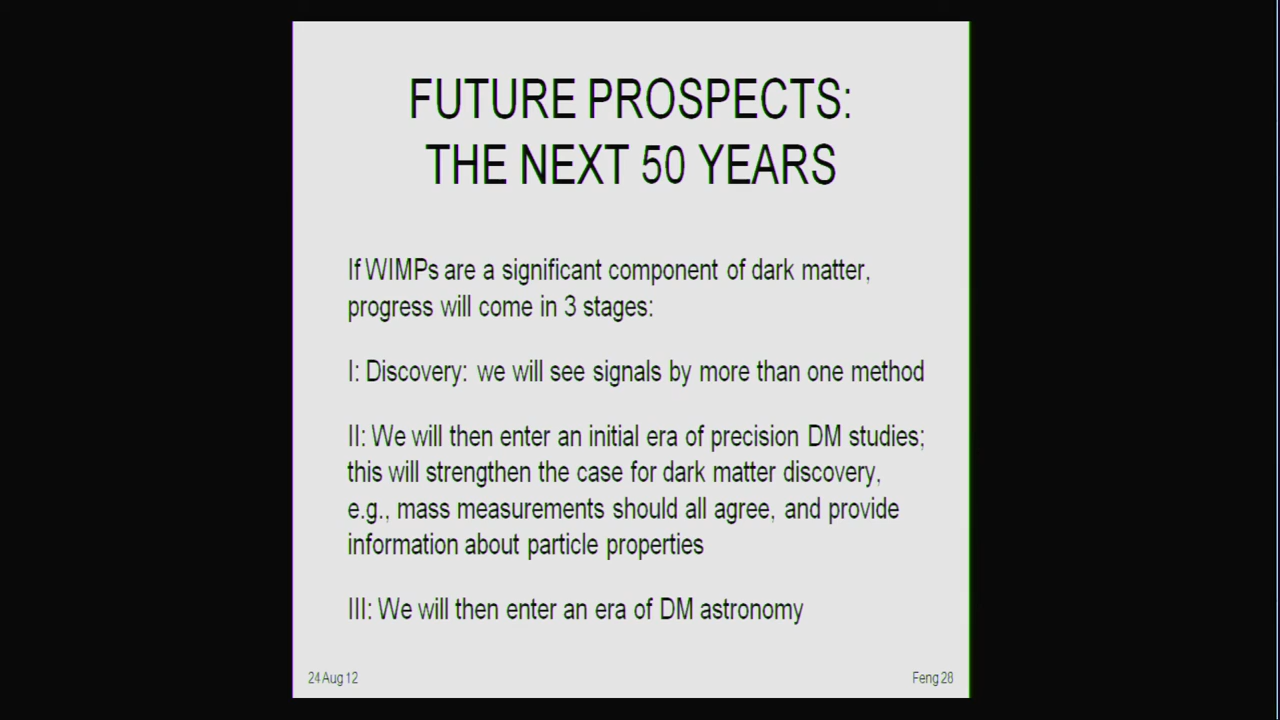 FUTURE PROSPECTS:
THE NEXT 50 YEARS
If WIMPs are a significant component of dark matter,
progress will come in 3 stages:
I: Discovery: we will see signals by more than one method
II: We will then enter an initial era of precision DM studies;
this will strengthen the case for dark matter discovery,
e.g., mass measurements should all agree, and provide
information about particle properties
III: We will then enter an era of DM astronomy
24 Aug 12
Feng 28